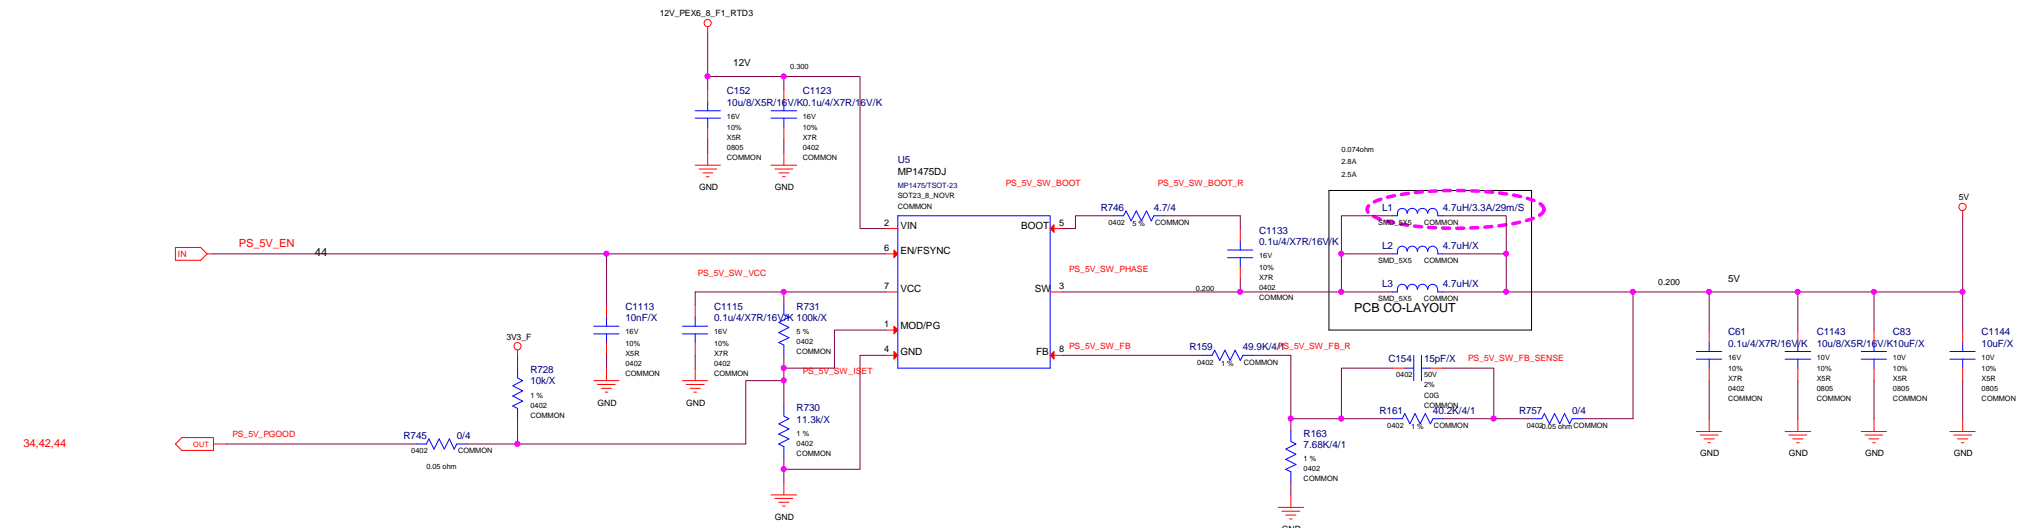 12V_PEX6_8_F1_RTD3
12V
0.300
C152
10u/8/X5R/16V/K
16V
10%
X5R
0805
COMMON
GND
C1123
0.1u/4/X7R/16V/K
16V
10%
X7R
0402
COMMON
GND
U5
MP1475DJ
MP1475/TSOT-23
SOT23_8_NOVR
COMMON
2
VIN
6
EN/FSYNC
7
VCC
1
MOD/PG
4
GND
BOOT
5
SW
3
FB
8
IN
PS_5V_EN
44
PS_5V_SW_VCC
C1113
10nF/X
16V
10%
X5R
0402
COMMON
GND
C1115
0.1u/4/X7R/16V/K
16V
10%
X7R
0402
COMMON
GND
R731
100k/X
5 %
0402
COMMON
PS_5V_SW_ISET
R730
11.3k/X
1 %
0402
COMMON
GND
3V3_F
R728
10k/X
1 %
0402
COMMON
34,42,44
OUT
PS_5V_PGOOD
R745
0/4
0402
COMMON
0.05 ohm
PS_5V_SW_BOOT
PS_5V_SW_BOOT_R
R746
4.7/4
0402
5 %
COMMON
C1133
0.1u/4/X7R/16V/K
16V
10%
X7R
0402
COMMON
PS_5V_SW_PHASE
0.200
0.074ohm
2.8A
2.5A
L1
4.7uH/3.3A/29m/S
SMD_5X5
COMMON
L2
4.7uH/X
SMD_5X5
COMMON
L3
4.7uH/X
SMD_5X5
COMMON
PCB CO-LAYOUT
PS_5V_SW_FB
R159
49.9K/4/1
0402
1 %
COMMON
PS_5V_SW_FB_R
C154
15pF/X
0402
50V
2%
C0G
COMMON
PS_5V_SW_FB_SENSE
R161
40.2K/4/1
0402
1 %
COMMON
R757
0/4
0402
0.05 ohm
COMMON
R163
7.68K/4/1
1 %
0402
COMMON
GND
0.200
5V
5V
C61
0.1u/4/X7R/16V/K
16V
10%
X7R
0402
COMMON
GND
C1143
10u/8/X5R/16V/K
10V
10%
X5R
0805
COMMON
GND
C83
10uF/X
10V
10%
X5R
0805
COMMON
GND
C1144
10uF/X
10V
10%
X5R
0805
COMMON
GND